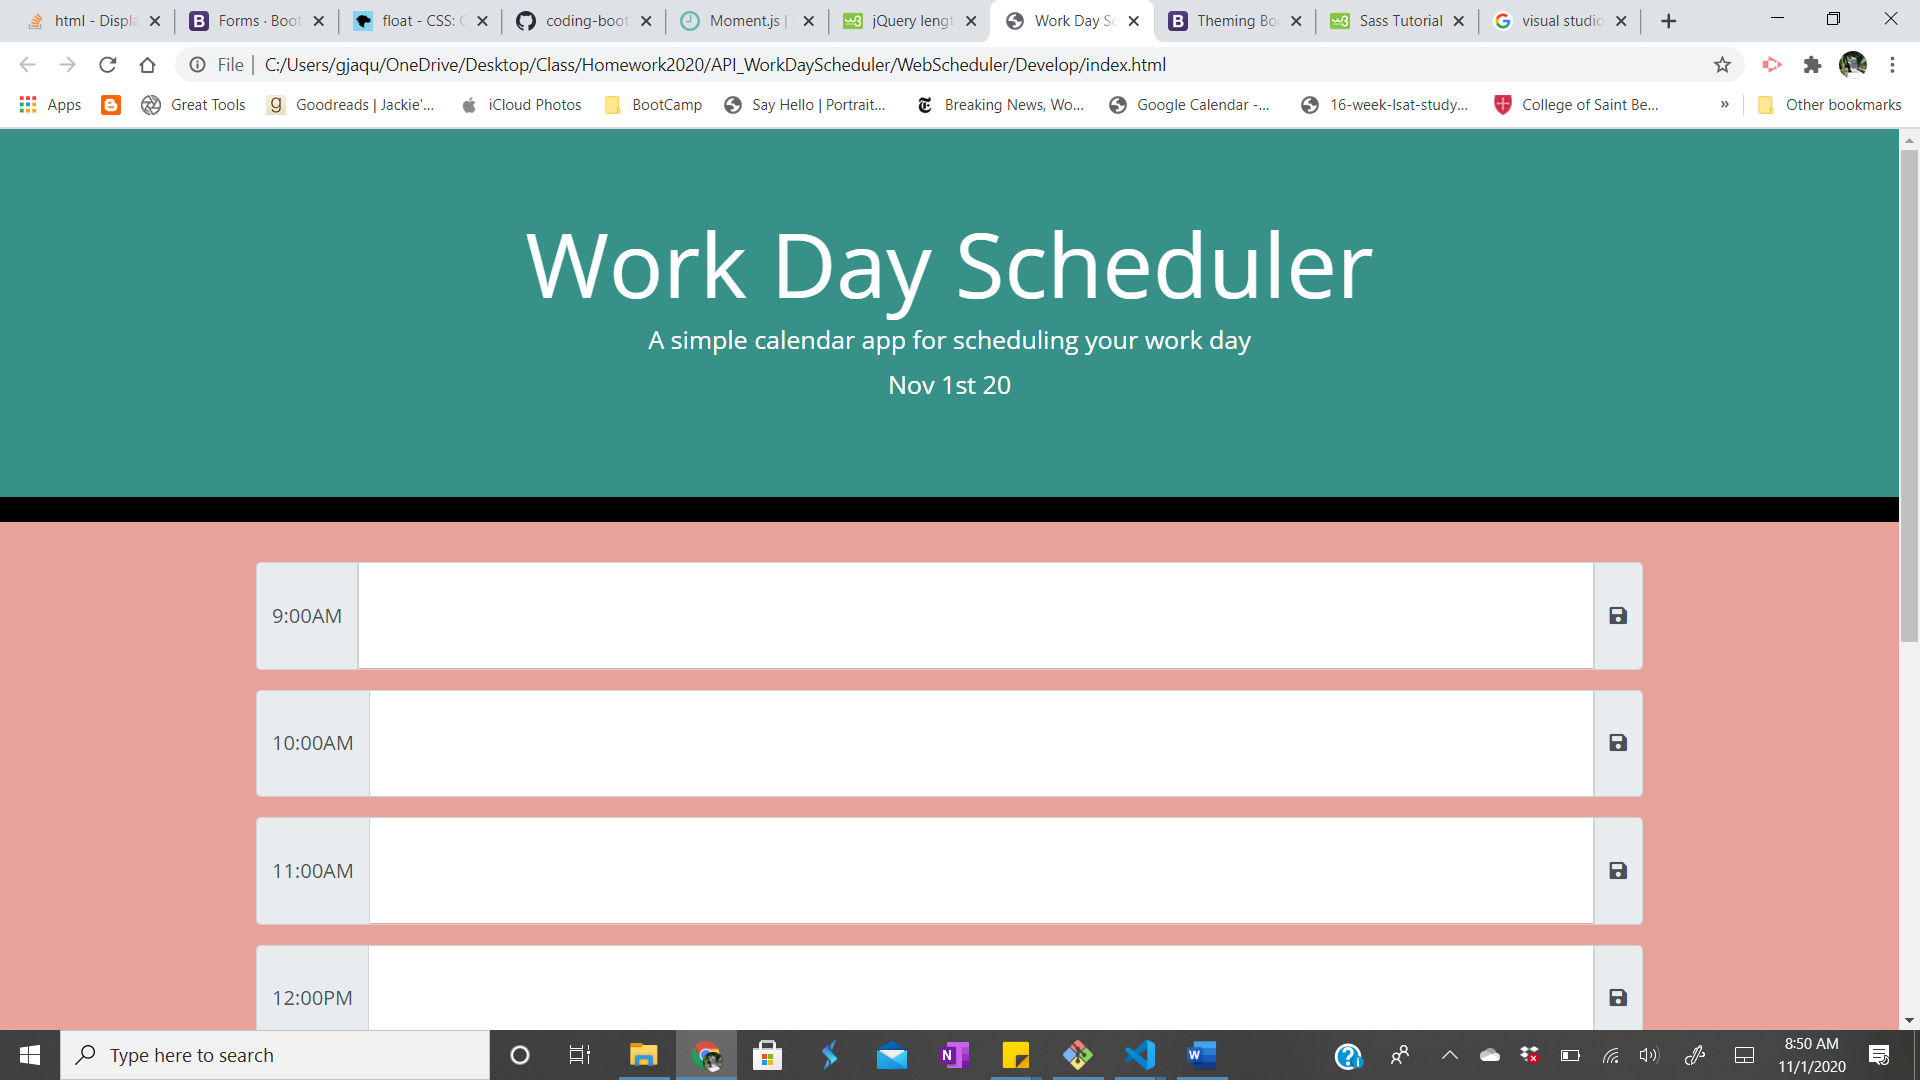 html - Displa
Forms · Boot
float - CSS: C
coding-boot
Moment.js |
jQuery lengt
Work Day Sc
Theming Bo
Sass Tutorial
visual studio
File | C:/Users/gjaqu/OneDrive/Desktop/Class/Homework2020/API_WorkDayScheduler/WebScheduler/Develop/index.html
Apps
Great Tools
Goodreads | Jackie'...
iCloud Photos
BootCamp
Say Hello | Portrait...
Breaking News, Wo...
Google Calendar -...
16-week-lsat-study...
College of Saint Be...
»
Other bookmarks
Work Day Scheduler
A simple calendar app for scheduling your work day
Nov 1st 20
9:00AM
10:00AM
11:00AM
12:00PM
Type here to search
8:50 AM
11/1/2020